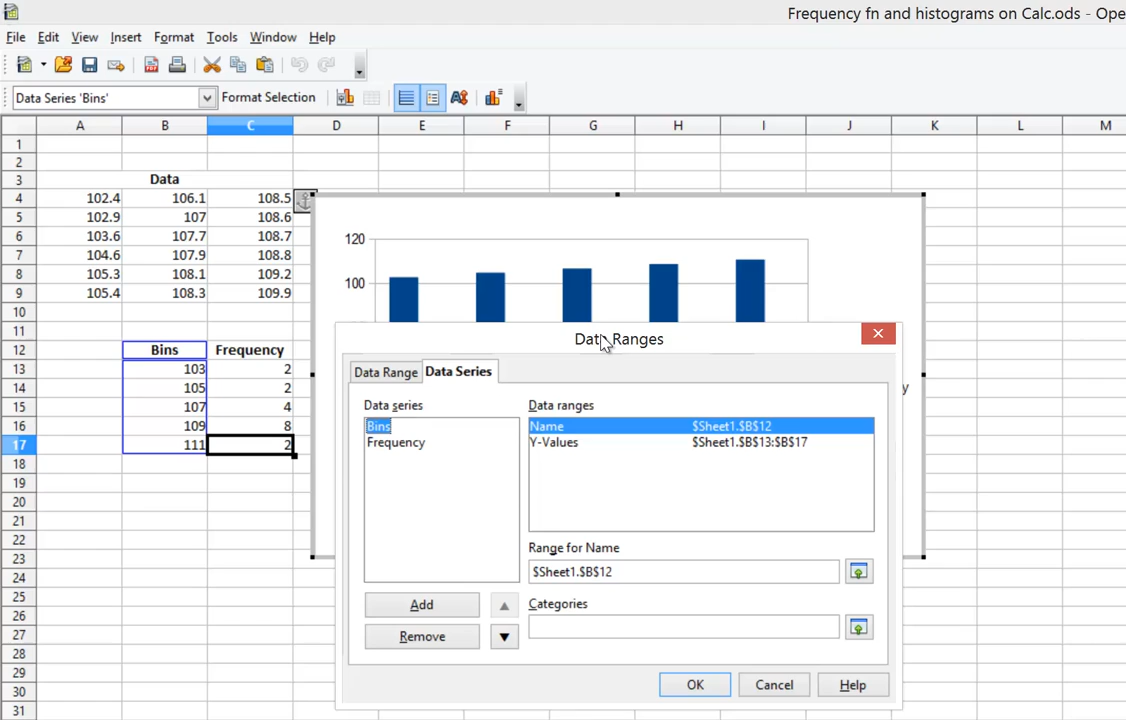 Frequency fn and histograms on Calc.ods - Ope
File Edit View Insert Format Tools Window Help
Data Series 'Bins' Format Selection
A B C D E F G H I J K L M
1
2
3 Data
4 102.4 106.1 108.5
5 102.9 107 108.6
6 103.6 107.7 108.7
7 104.6 107.9 108.8
8 105.3 108.1 109.2
9 105.4 108.3 109.9
10
11
12 Bins Frequency
13 103 2
14 105 2
15 107 4
16 109 8
17 111 2
18
19
20
21
22
23
24
25
26
27
28
29
30
31
120
100
y
Data Ranges
Data Range Data Series
Data series Data ranges
Bins Name $Sheet1.$B$12
Frequency Y-Values $Sheet1.$B$13:$B$17
Range for Name
$Sheet1.$B$12
Add Categories
Remove
OK Cancel Help